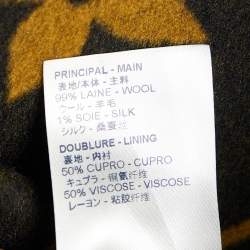 PRINCIPAL - MAIN
表地/本体 - 主料
99% LAINE - WOOL
ウール - 羊毛
1% SOIE - SILK
シルク - 桑蚕丝
DOUBLURE - LINING
裏地 - 内衬
50% CUPRO - CUPRO
キュプラ - 铜氨纤
50% VISCOSE - VISCOSE
レーヨン - 粘胶纤